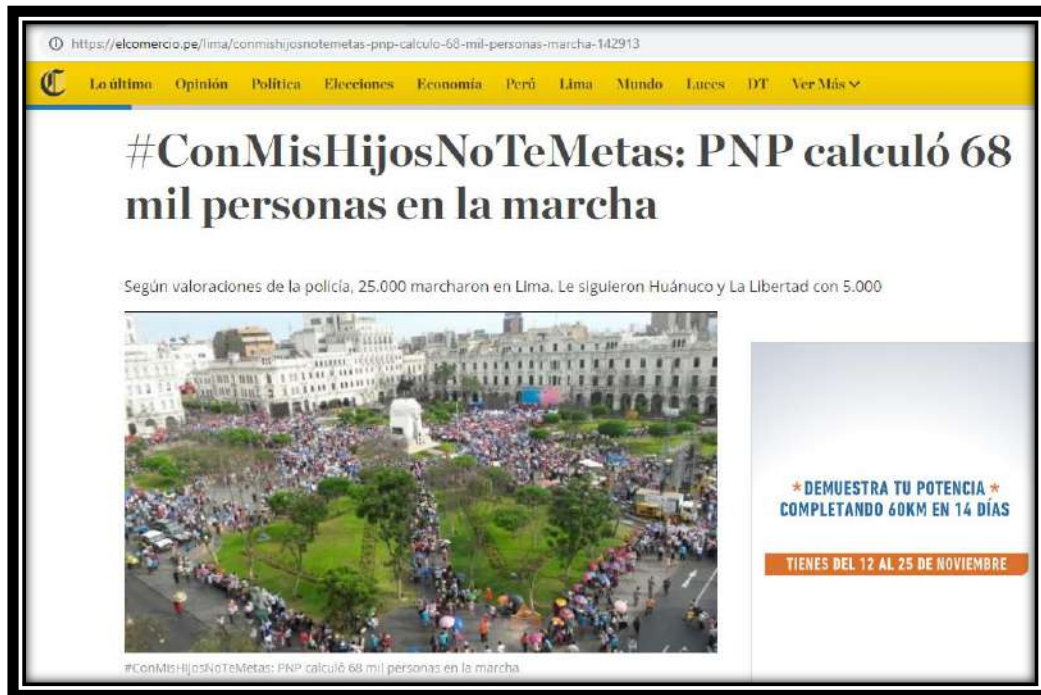 https://elcomercio.pe/lima/conmishijosnotemetas-pnp-calculo-68-mil-personas-marcha-142913
C Lo último Opinión Política Elecciones Economía Perú Lima Mundo Luces DT Ver Más
#ConMisHijosNoTeMetas: PNP calculó 68
mil personas en la marcha
Según valoraciones de la policía, 25.000 marcharon en Lima. Le siguieron Huánuco y La Libertad con 5.000
*DEMUESTRA TU POTENCIA*
COMPLETANDO 60KM EN 14 DÍAS
TIENES DEL 12 AL 25 DE NOVIEMBRE
#ConMisHijosNoTeMetas: PNP calculó 68 mil personas en la marcha